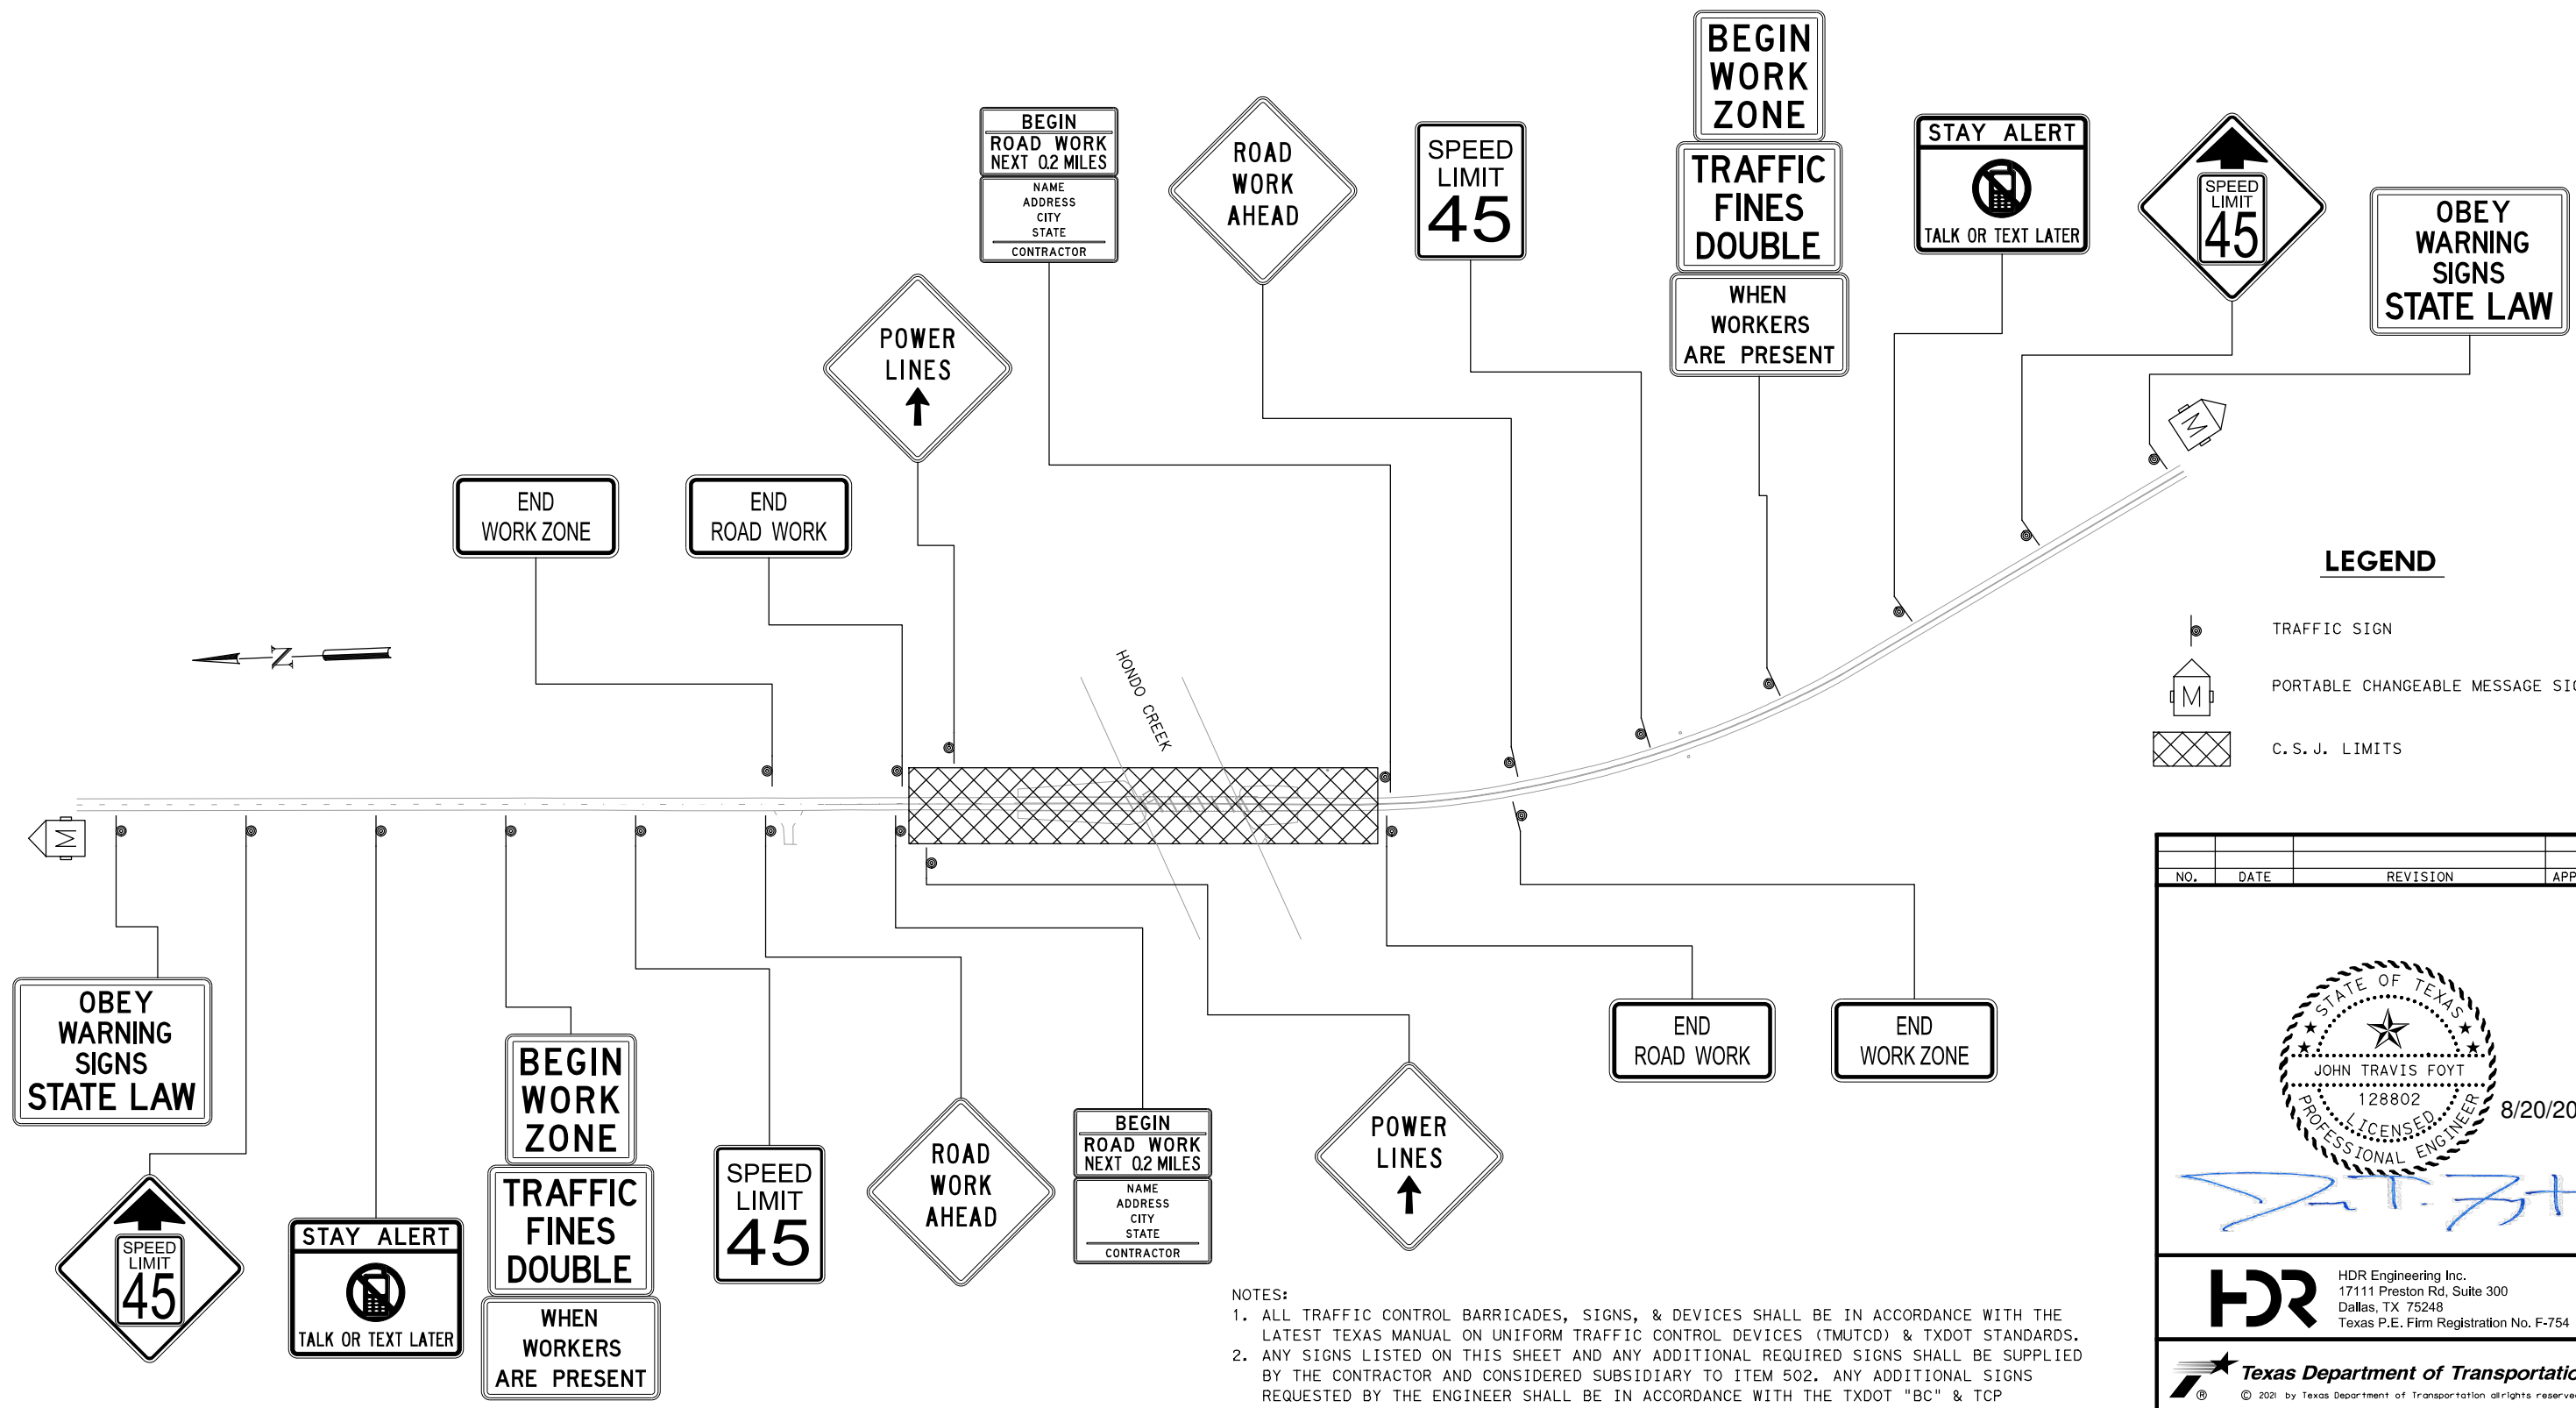 BEGIN
WORK
ZONE
TRAFFIC
FINES
DOUBLE
WHEN
WORKERS
ARE PRESENT
BEGIN
ROAD WORK
NEXT 0.2 MILES
NAME
ADDRESS
CITY
STATE
CONTRACTOR
ROAD
WORK
AHEAD
SPEED
LIMIT
45
STAY ALERT
TALK OR TEXT LATER
SPEED
LIMIT
45
OBEY
WARNING
SIGNS
STATE LAW
POWER
LINES
END
WORK ZONE
END
ROAD WORK
M
N
HONDO CREEK
LEGEND
TRAFFIC SIGN
M
PORTABLE CHANGEABLE MESSAGE
C.S.J. LIMITS
M
OBEY
WARNING
SIGNS
STATE LAW
SPEED
LIMIT
45
STAY ALERT
TALK OR TEXT LATER
BEGIN
WORK
ZONE
TRAFFIC
FINES
DOUBLE
WHEN
WORKERS
ARE PRESENT
SPEED
LIMIT
45
ROAD
WORK
AHEAD
BEGIN
ROAD WORK
NEXT 0.2 MILES
NAME
ADDRESS
CITY
STATE
CONTRACTOR
POWER
LINES
END
ROAD WORK
END
WORK ZONE
NO. DATE REVISION APP
STATE OF TEXAS
JOHN TRAVIS FOYT
128802
LICENSED
PROFESSIONAL ENGINEER
8/20/20
HDR
HDR Engineering Inc.
17111 Preston Rd, Suite 300
Dallas, TX 75248
Texas P.E. Firm Registration No. F-754
Texas Department of Transportatio
® © 2021 by Texas Department of Transportation all rights reserve
NOTES:
1. ALL TRAFFIC CONTROL BARRICADES, SIGNS, & DEVICES SHALL BE IN ACCORDANCE WITH THE
LATEST TEXAS MANUAL ON UNIFORM TRAFFIC CONTROL DEVICES (TMUTCD) & TXDOT STANDARDS.
2. ANY SIGNS LISTED ON THIS SHEET AND ANY ADDITIONAL REQUIRED SIGNS SHALL BE SUPPLIED
BY THE CONTRACTOR AND CONSIDERED SUBSIDIARY TO ITEM 502. ANY ADDITIONAL SIGNS
REQUESTED BY THE ENGINEER SHALL BE IN ACCORDANCE WITH THE TXDOT "BC" & TCP